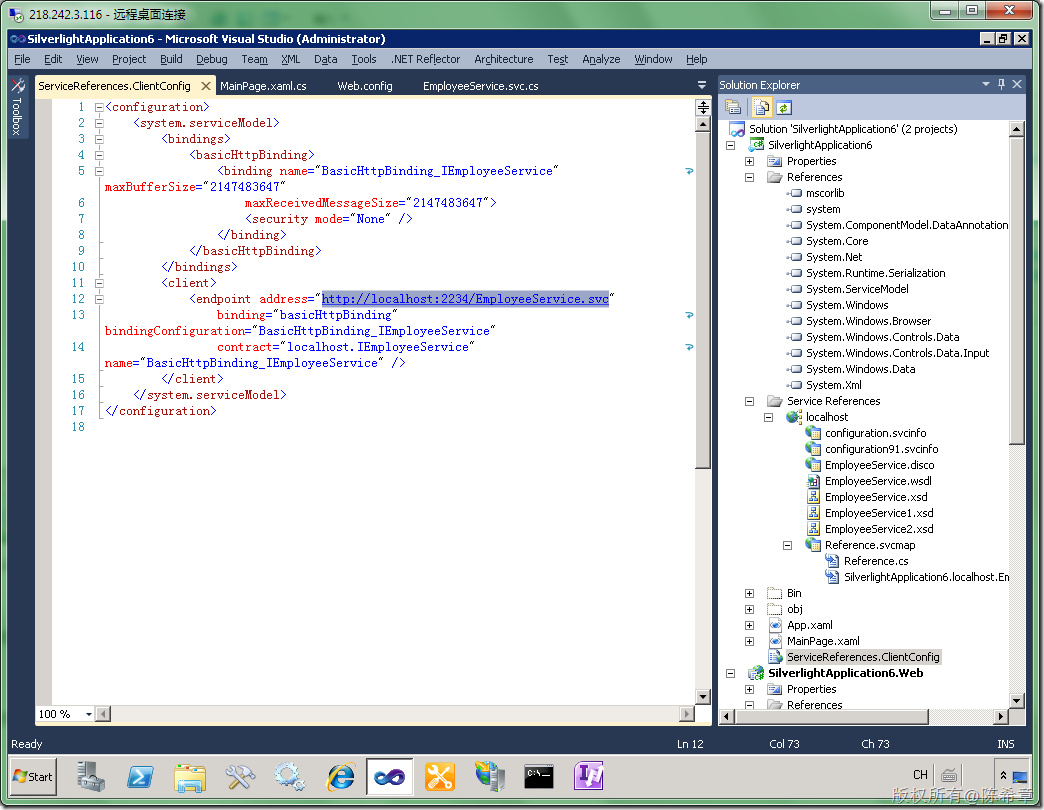 218.242.3.116 - 远程桌面连接
SilverlightApplication6 - Microsoft Visual Studio (Administrator)
File Edit View Project Build Debug Team XML Data Tools .NET Reflector Architecture Test Analyze Window Help
Toolbox
ServiceReferences.ClientConfig MainPage.xaml.cs Web.config EmployeeService.svc.cs
1 <configuration>
2 <system.serviceModel>
3 <bindings>
4 <basicHttpBinding>
5 <binding name="BasicHttpBinding_IEmployeeService"
maxBufferSize="2147483647"
6 maxReceivedMessageSize="2147483647">
7 <security mode="None" />
8 </binding>
9 </basicHttpBinding>
10 </bindings>
11 <client>
12 <endpoint address="http://localhost:2234/EmployeeService.svc"
13 binding="basicHttpBinding"
bindingConfiguration="BasicHttpBinding_IEmployeeService"
14 contract="localhost.IEmployeeService"
name="BasicHttpBinding_IEmployeeService" />
15 </client>
16 </system.serviceModel>
17 </configuration>
18
100 %
Solution Explorer
Solution 'SilverlightApplication6' (2 projects)
SilverlightApplication6
Properties
References
mscorlib
system
System.ComponentModel.DataAnnotation
System.Core
System.Net
System.Runtime.Serialization
System.ServiceModel
System.Windows
System.Windows.Browser
System.Windows.Controls.Data
System.Windows.Controls.Data.Input
System.Windows.Data
System.Xml
Service References
localhost
configuration.svcinfo
configuration91.svcinfo
EmployeeService.disco
EmployeeService.wsdl
EmployeeService.xsd
EmployeeService1.xsd
EmployeeService2.xsd
Reference.svcmap
Reference.cs
SilverlightApplication6.localhost.En
Bin
obj
App.xaml
MainPage.xaml
ServiceReferences.ClientConfig
SilverlightApplication6.Web
Properties
References
Ready Ln 12 Col 73 Ch 73 INS
Start CH
版权所有@陈希章